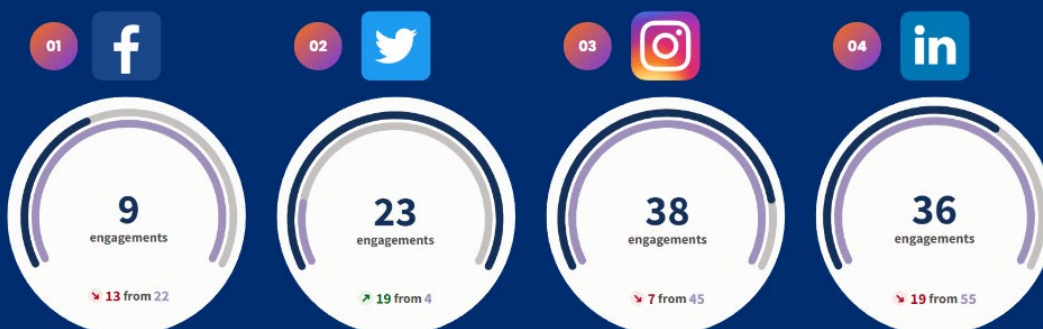 01 f 02 03 04 in
9 23 38 36
engagements engagements engagements engagements
13 from 22 19 from 4 7 from 45 19 from 55